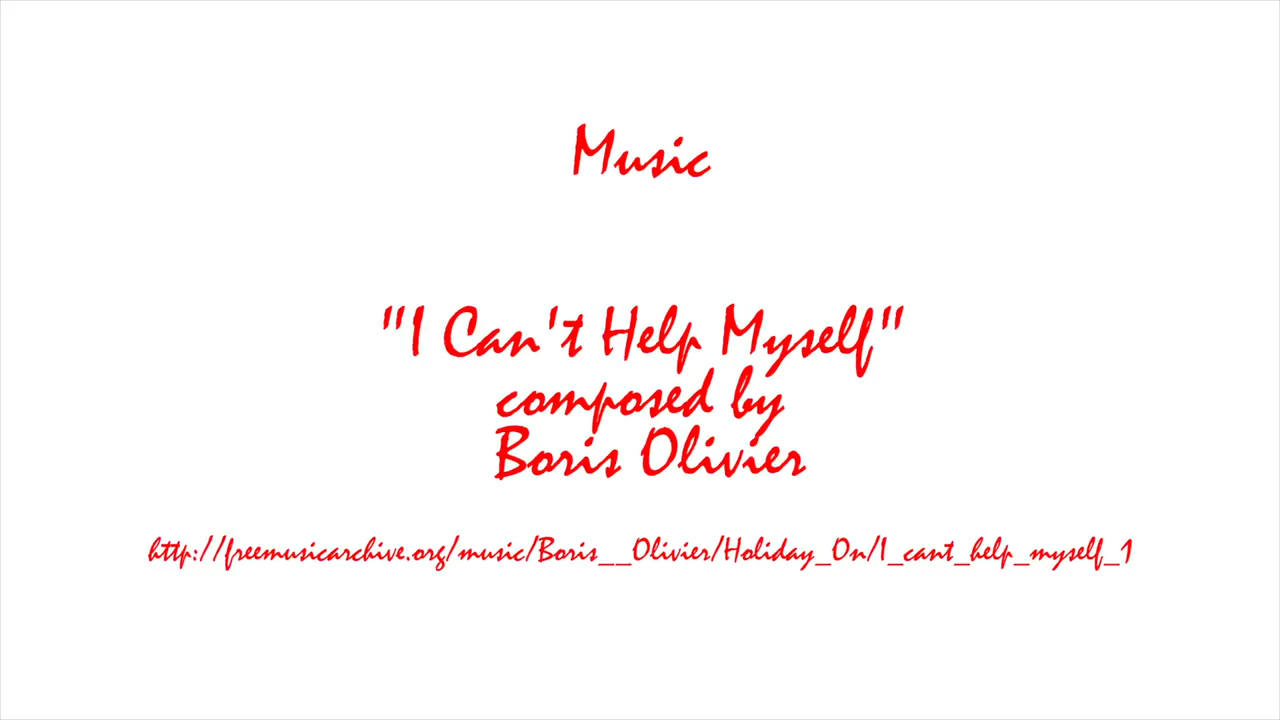 Music
"I Can't Help Myself"
composed by
Boris Olivier
http://freemusicarchive.org/music/Boris__Olivier/Holiday_On/I_cant_help_myself_1